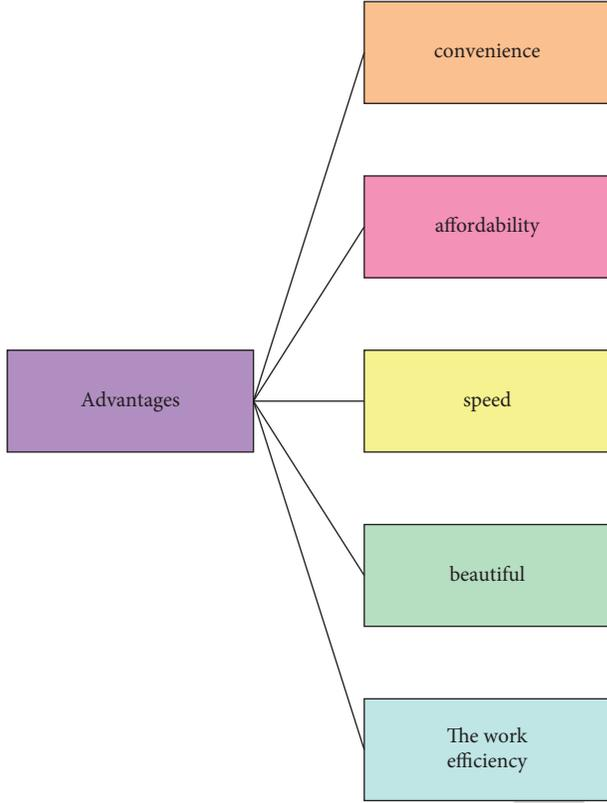 convenience
affordability
Advantages
speed
beautiful
The work
efficiency